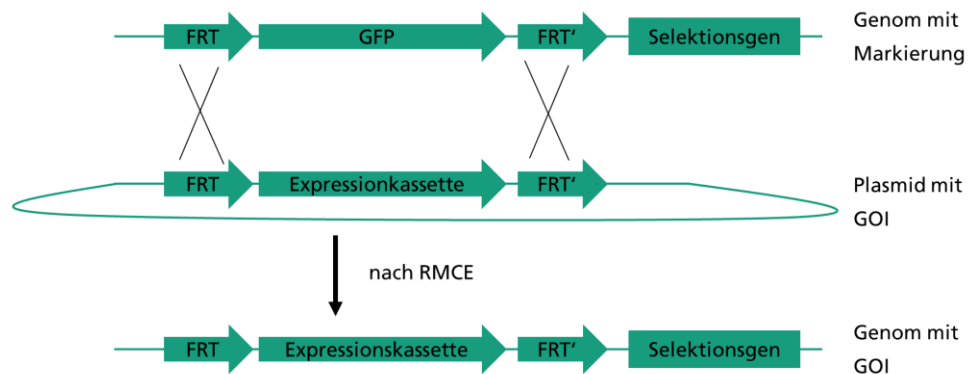 FRT GFP FRT' Selektionsgen
Genom mit
Markierung
FRT Expressionkassette FRT'
Plasmid mit
GOI
nach RMCE
FRT Expressionskassette FRT' Selektionsgen
Genom mit
GOI